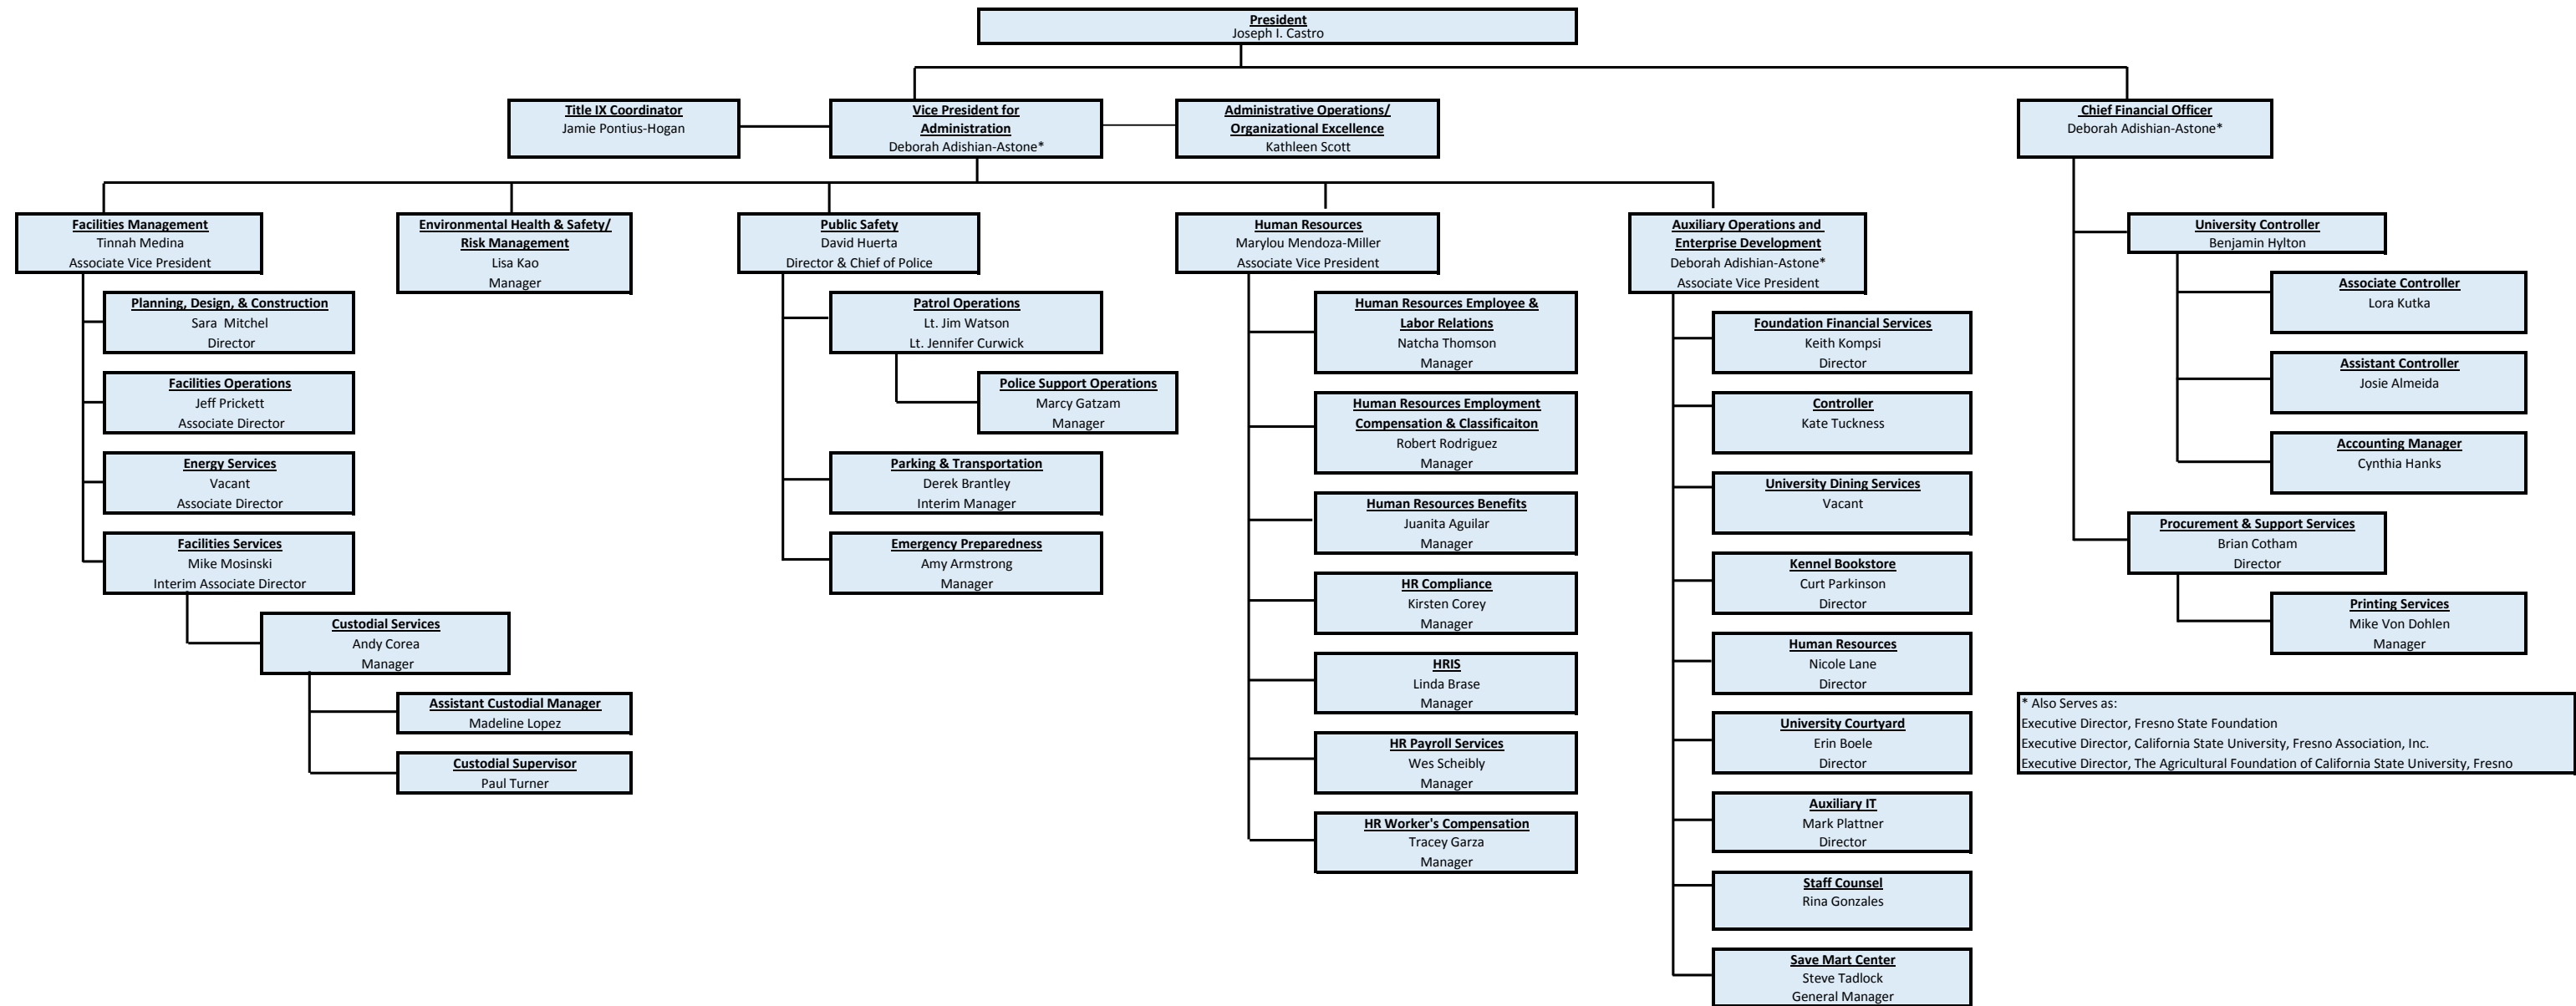 President
Joseph I. Castro
Title IX Coordinator
Jamie Pontius-Hogan
Vice President for
Administration
Deborah Adishian-Astone*
Administrative Operations/
Organizational Excellence
Kathleen Scott
Chief Financial Officer
Deborah Adishian-Astone*
Facilities Management
Tinnah Medina
Associate Vice President
Planning, Design, & Construction
Sara  Mitchel
Director
Facilities Operations
Jeff Prickett
Associate Director
Energy Services
Vacant
Associate Director
Facilities Services
Mike Mosinski
Interim Associate Director
Custodial Services
Andy Corea
Manager
Assistant Custodial Manager
Madeline Lopez
Custodial Supervisor
Paul Turner
Environmental Health & Safety/
Risk Management
Lisa Kao
Manager
Public Safety
David Huerta
Director & Chief of Police
Patrol Operations
Lt. Jim Watson
Lt. Jennifer Curwick
Police Support Operations
Marcy Gatzam
Manager
Parking & Transportation
Derek Brantley
Interim Manager
Emergency Preparedness
Amy Armstrong
Manager
Human Resources
Marylou Mendoza-Miller
Associate Vice President
Human Resources Employee &
Labor Relations
Natcha Thomson
Manager
Human Resources Employment
Compensation & Classificaiton
Robert Rodriguez
Manager
Human Resources Benefits
Juanita Aguilar
Manager
HR Compliance
Kirsten Corey
Manager
HRIS
Linda Brase
Manager
HR Payroll Services
Wes Scheibly
Manager
HR Worker's Compensation
Tracey Garza
Manager
Auxiliary Operations and
Enterprise Development
Deborah Adishian-Astone*
Associate Vice President
Foundation Financial Services
Keith Kompsi
Director
Controller
Kate Tuckness
University Dining Services
Vacant
Kennel Bookstore
Curt Parkinson
Director
Human Resources
Nicole Lane
Director
University Courtyard
Erin Boele
Director
Auxiliary IT
Mark Plattner
Director
Staff Counsel
Rina Gonzales
Save Mart Center
Steve Tadlock
General Manager
University Controller
Benjamin Hylton
Associate Controller
Lora Kutka
Assistant Controller
Josie Almeida
Accounting Manager
Cynthia Hanks
Procurement & Support Services
Brian Cotham
Director
Printing Services
Mike Von Dohlen
Manager
* Also Serves as:
Executive Director, Fresno State Foundation
Executive Director, California State University, Fresno Association, Inc.
Executive Director, The Agricultural Foundation of California State University, Fresno